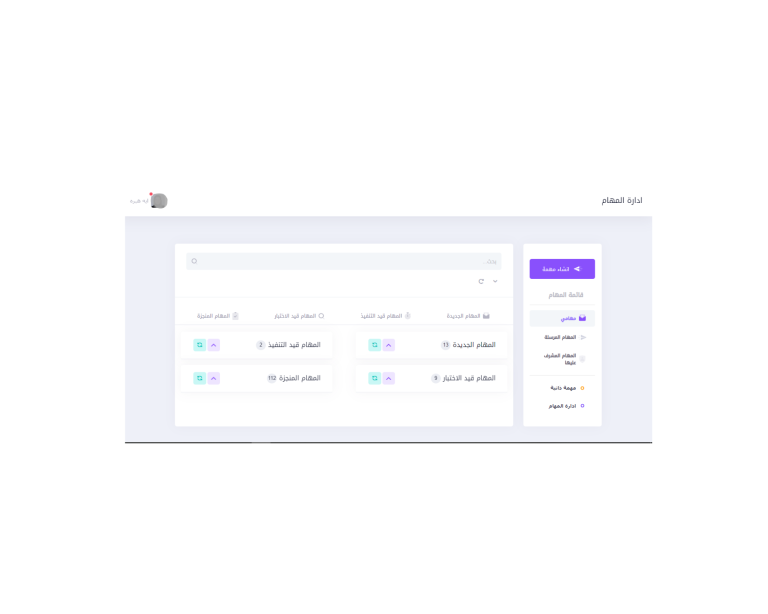 ادارة المهام
انشاء مهمة
قائمة المهام
مهامي
المهام المرسلة
المهام المشرف
عليها
مهمة ذاتية
ادارة المهام
بحث...
المهام الجديدة
المهام قيد التنفيذ
المهام قيد الاختبار
المهام المنجزة
المهام الجديدة 13
المهام قيد التنفيذ 2
المهام قيد الاختبار 9
المهام المنجزة 112